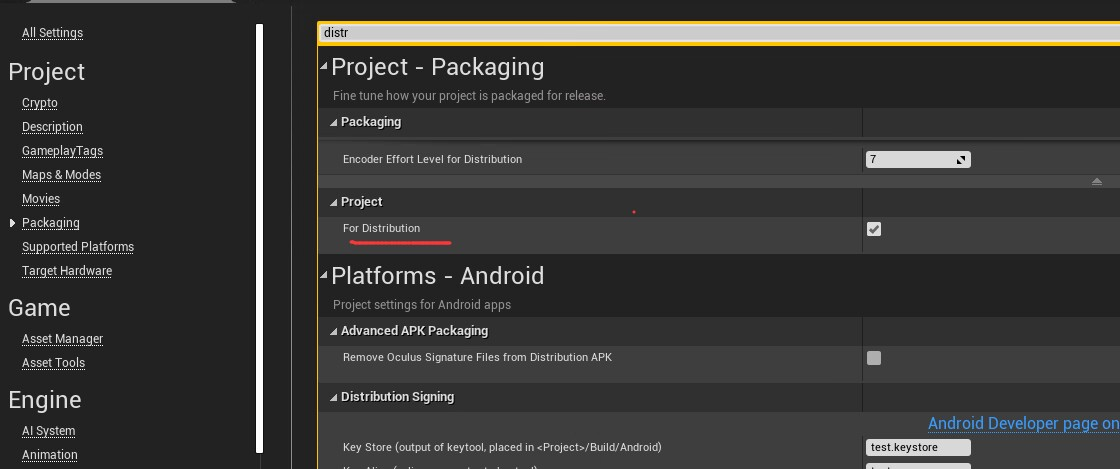 All Settings
Project
Crypto
Description
GameplayTags
Maps & Modes
Movies
Packaging
Supported Platforms
Target Hardware
Game
Asset Manager
Asset Tools
Engine
AI System
Animation
distr
Project - Packaging
Fine tune how your project is packaged for release.
Packaging
Encoder Effort Level for Distribution
7
Project
For Distribution
Platforms - Android
Project settings for Android apps
Advanced APK Packaging
Remove Oculus Signature Files from Distribution APK
Distribution Signing
Android Developer page on
Key Store (output of keytool, placed in <Project>/Build/Android)
test.keystore